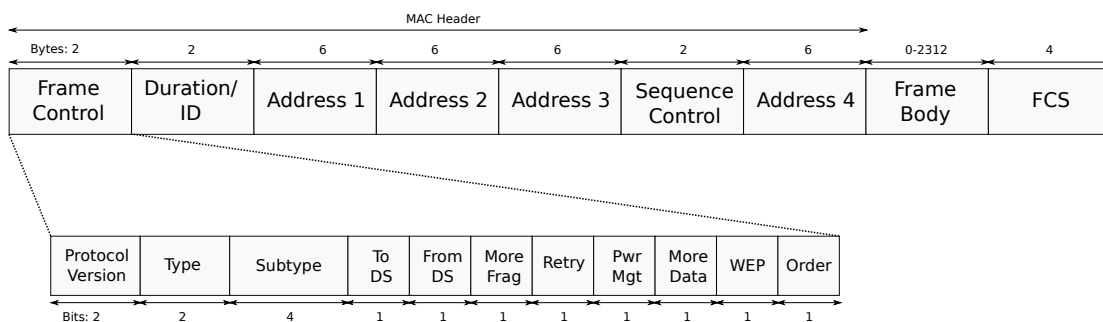 MAC Header
Bytes: 2 2 6 6 6 2 6 0-2312 4
Frame Control
Duration/ ID
Address 1
Address 2
Address 3
Sequence Control
Address 4
Frame Body
FCS
Protocol Version
Type
Subtype
To DS
From DS
More Frag
Retry
Pwr Mgt
More Data
WEP
Order
Bits: 2 2 4 1 1 1 1 1 1 1 1